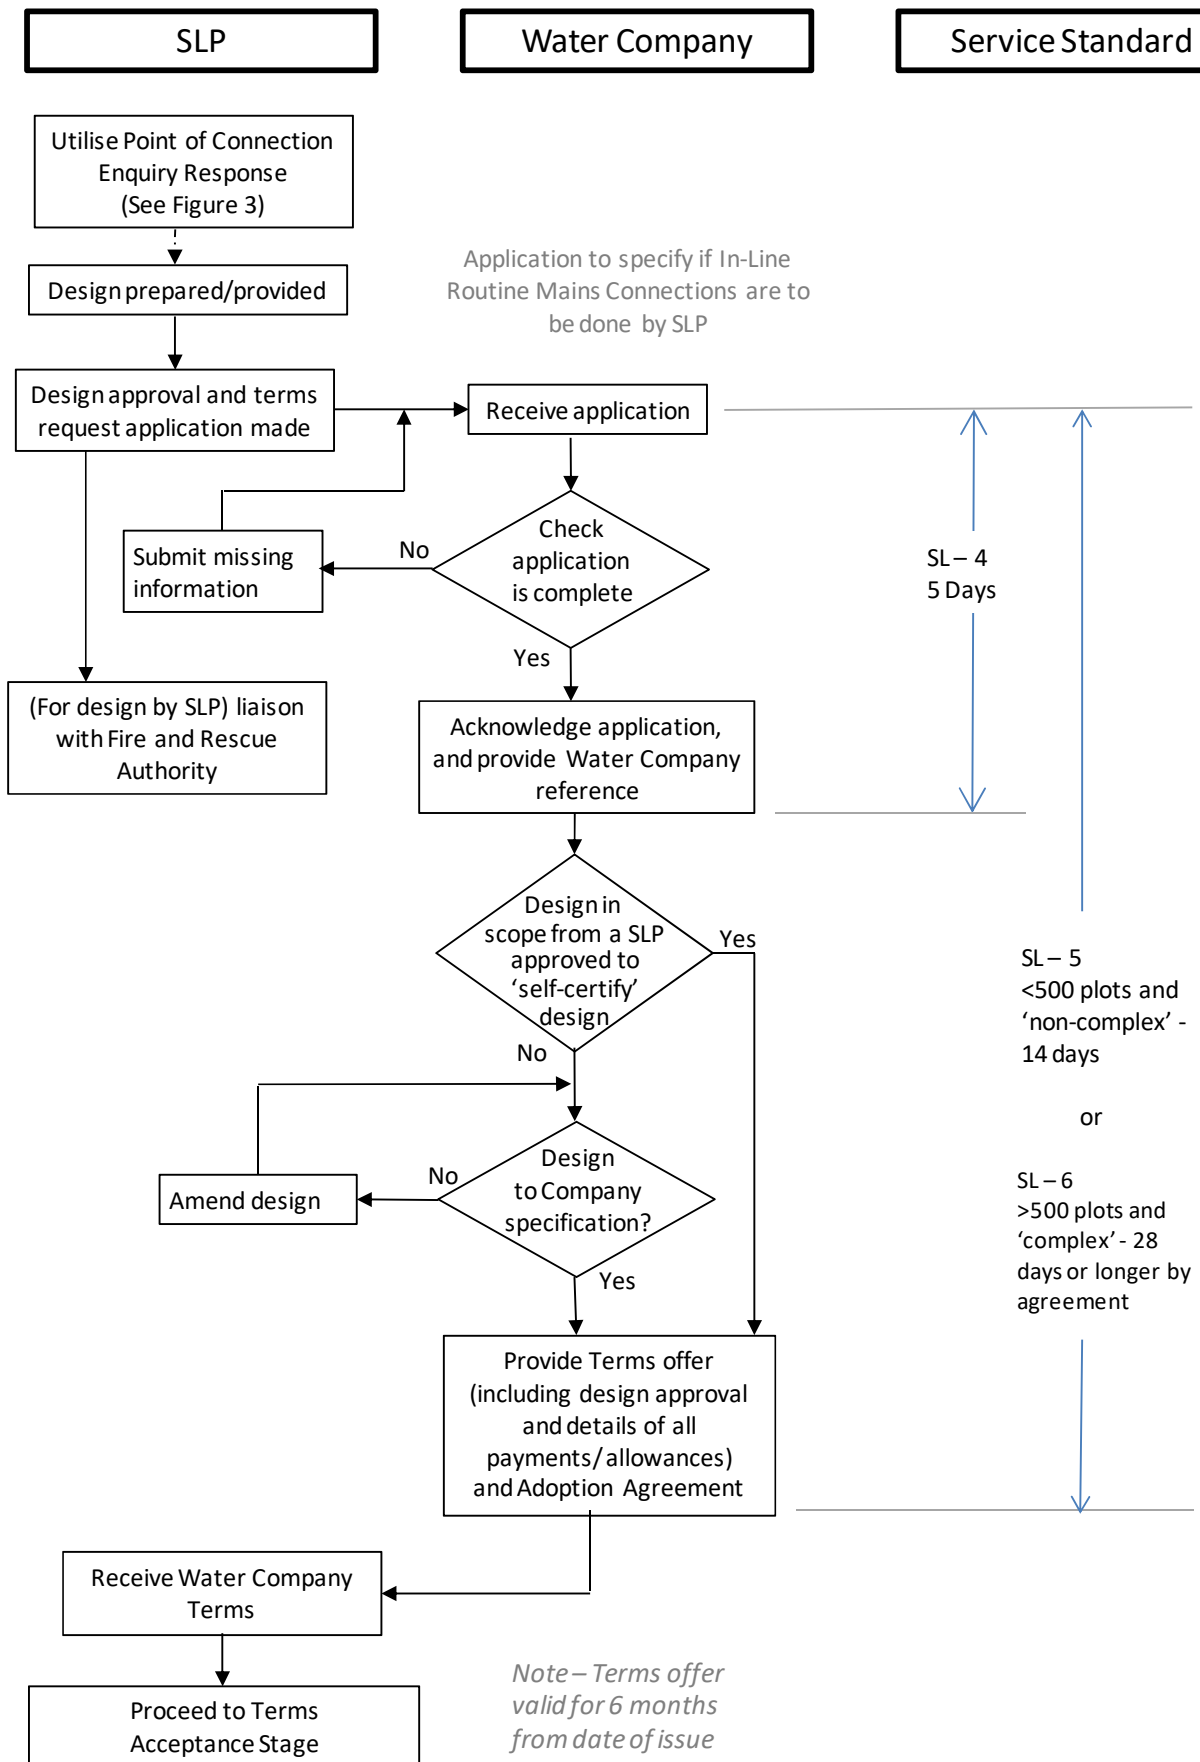 SLP
Water Company
Service Standard
Utilise Point of Connection
Enquiry Response
(See Figure 3)
Design prepared/provided
Application to specify if In-Line
Routine Mains Connections are to
be done by SLP
Design approval and terms
request application made
Receive application
Submit missing
information
No
Check
application
is complete
Yes
SL – 4
5 Days
(For design by SLP) liaison
with Fire and Rescue
Authority
Acknowledge application,
and provide Water Company
reference
Design in
scope from a SLP
approved to
‘self-certify’
design
Yes
No
SL – 5
<500 plots and
‘non-complex’ -
14 days
or
SL – 6
>500 plots and
‘complex’ - 28
days or longer by
agreement
Amend design
No
Design
to Company
specification?
Yes
Provide Terms offer
(including design approval
and details of all
payments/allowances)
and Adoption Agreement
Receive Water Company
Terms
Proceed to Terms
Acceptance Stage
Note – Terms offer
valid for 6 months
from date of issue